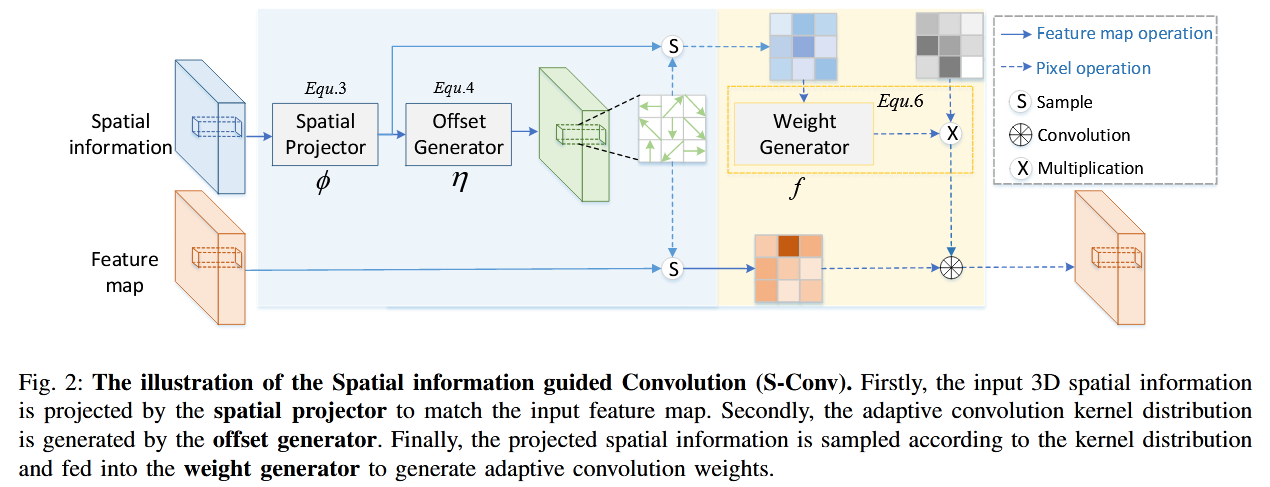 Equ.3
Equ.4
Equ.6
Spatial
information
Spatial
Projector
ϕ
Offset
Generator
η
S
Weight
Generator
f
X
Feature map operation
Pixel operation
S Sample
Convolution
X Multiplication
Feature
map
S
Fig. 2: The illustration of the Spatial information guided Convolution (S-Conv). Firstly, the input 3D spatial information
is projected by the spatial projector to match the input feature map. Secondly, the adaptive convolution kernel distribution
is generated by the offset generator. Finally, the projected spatial information is sampled according to the kernel distribution
and fed into the weight generator to generate adaptive convolution weights.